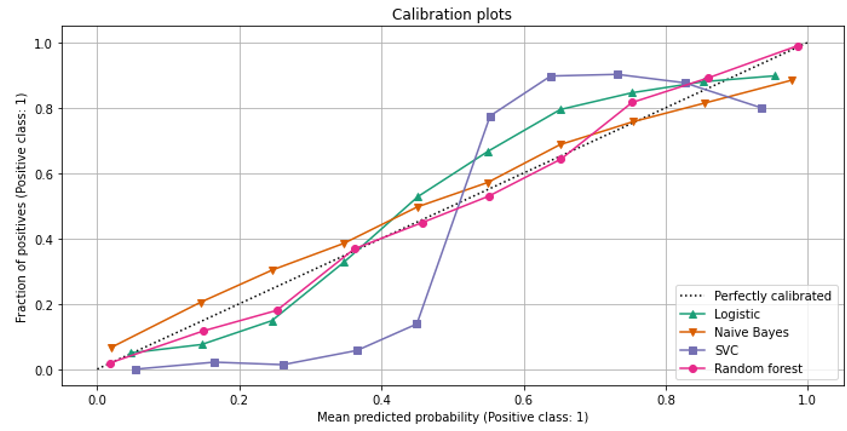 Calibration plots
Fraction of positives (Positive class: 1)
1.0
0.8
0.6
0.4
0.2
0.0
Perfectly calibrated
Logistic
Naive Bayes
SVC
Random forest
0.0 0.2 0.4 0.6 0.8 1.0
Mean predicted probability (Positive class: 1)